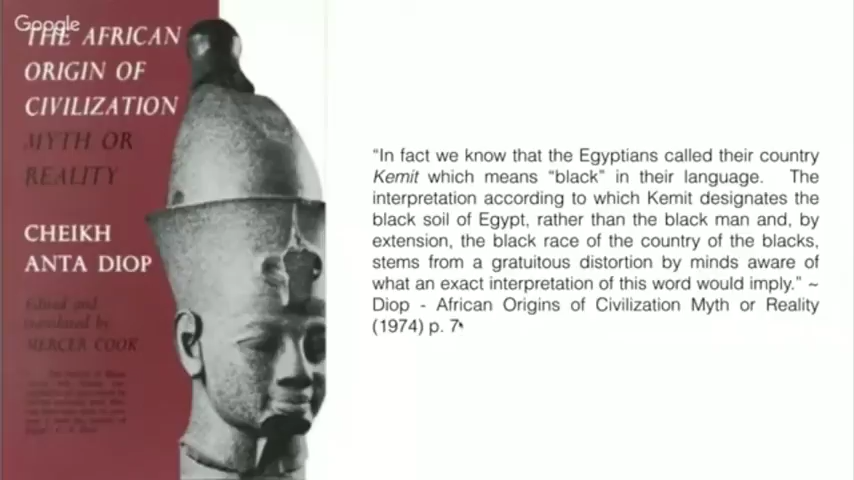 Google
THE AFRICAN
ORIGIN OF
CIVILIZATION
MYTH OR
REALITY
CHEIKH
ANTA DIOP
Edited and
translated by
MERCER COOK
“In fact we know that the Egyptians called their country
Kemit which means “black” in their language. The
interpretation according to which Kemit designates the
black soil of Egypt, rather than the black man and, by
extension, the black race of the country of the blacks,
stems from a gratuitous distortion by minds aware of
what an exact interpretation of this word would imply.” ~
Diop - African Origins of Civilization Myth or Reality
(1974) p. 7